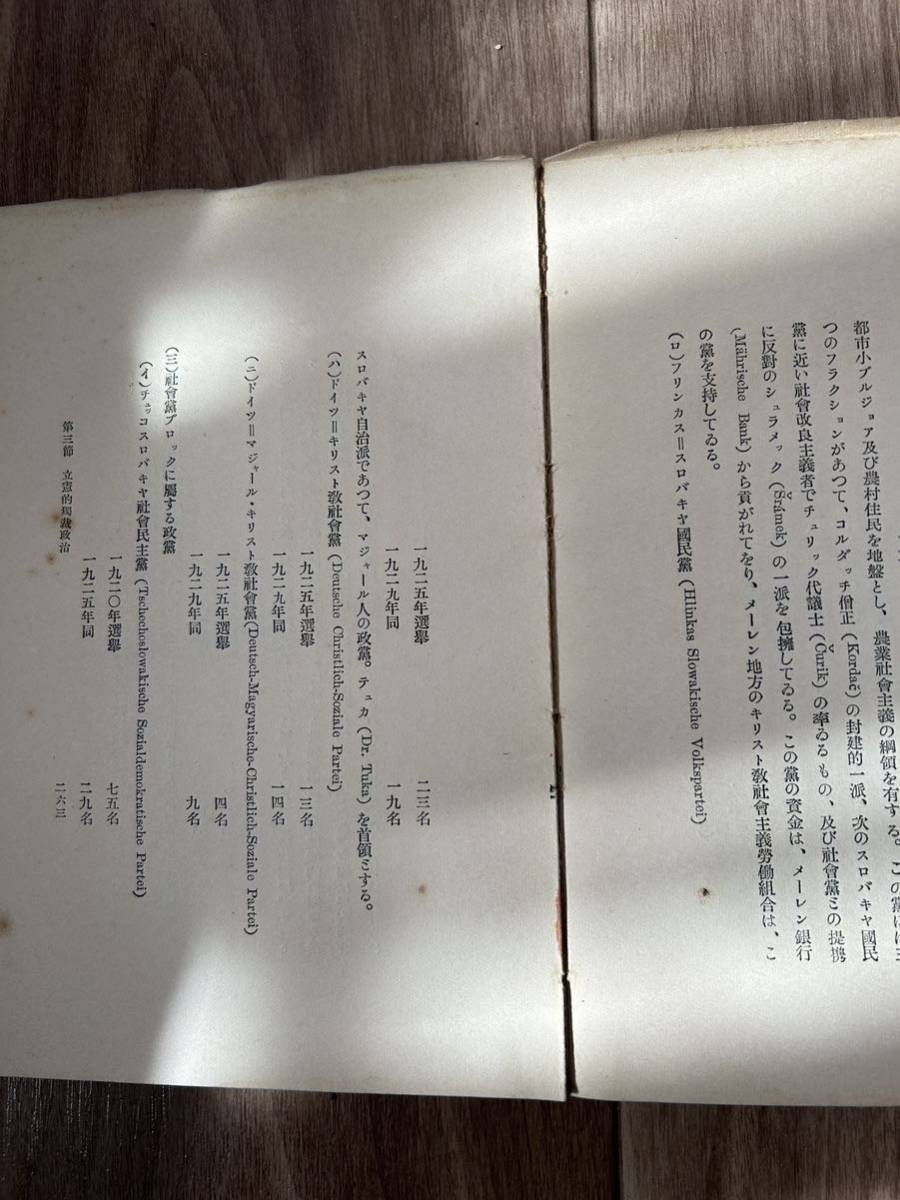 都市小ブルジョア及び農村住民を地盤とし、農業社會主義の綱領を有する。この黨には三
つのフラクションがあつて、コルダッチ僧正 (Kordač) の封建的一派、次のスロバキヤ國民
黨に近い社會改良主義者でチュリック代議士 (Čurik) の率ゐるもの、及び社會黨との提携
に反對のシュラメック (Šrámek) の一派を包擁してゐる。この黨の資金は、メーレン銀行
(Mährische Bank) から貢がれてをり、メーレン地方のキリスト敎社會主義勞働組合は、こ
の黨を支持してゐる。
(ロ)フリンカス=スロバキヤ國民黨 (Hlinkas Slowakische Volkspartei)
一九二五年選擧 二三名
一九二九年同 一九名
スロバキヤ自治派であつて、マジャール人の政黨。テュカ (Dr. Tuka) を首領とする。
(ハ)ドイツ=キリスト敎社會黨 (Deutsche Christlich-Soziale Partei)
一九二五年選擧 一三名
一九二九年同 一四名
(ニ)ドイツ=マジャール・キリスト敎社會黨(Deutsch-Magyarische-Christlich-Soziale Partei)
一九二五年選擧 四名
一九二九年同 九名
(三)社會黨ブロックに屬する政黨
(イ)チェッコスロバキヤ社會民主黨 (Tschechoslowakische Sozialdemokratische Partei)
一九二〇年選擧 七五名
一九二五年同 二九名
第三節 立憲的獨裁政治
二六三